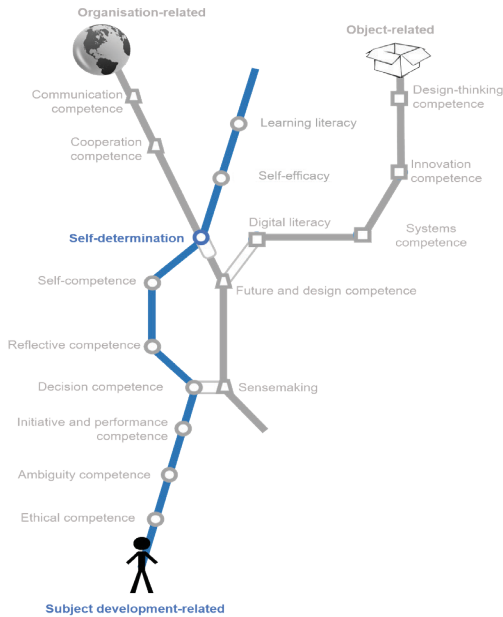 Organisation-related
Object-related
Communication
competence
Design-thinking
competence
Learning literacy
Cooperation
competence
Innovation
competence
Self-efficacy
Digital literacy
Systems
competence
Self-determination
Self-competence
Future and design competence
Reflective competence
Decision competence
Sensemaking
Initiative and performance
competence
Ambiguity competence
Ethical competence
Subject development-related